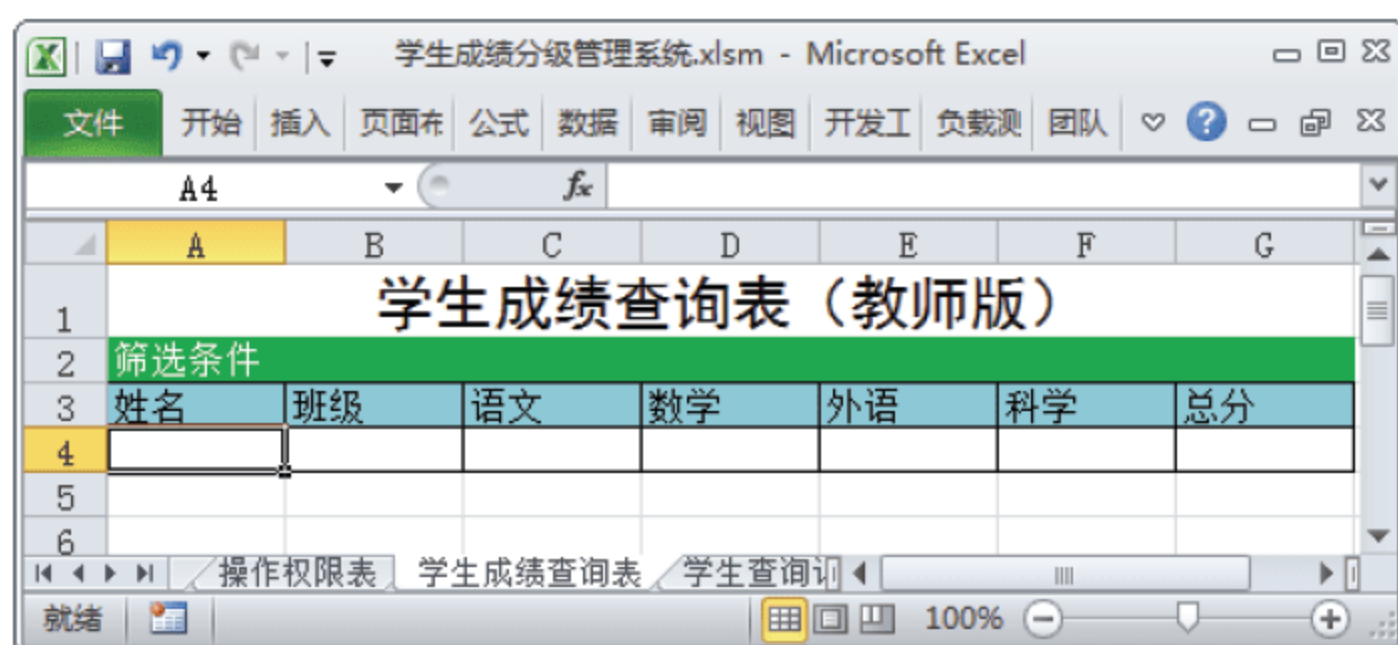 学生成绩分级管理系统.xlsm - Microsoft Excel
文件 开始 插入 页面布 公式 数据 审阅 视图 开发工 负载测 团队
A4 fx
A B C D E F G
1 学生成绩查询表（教师版）
2 筛选条件
3 姓名 班级 语文 数学 外语 科学 总分
4
5
6
操作权限表 学生成绩查询表 学生查询
就绪 100%